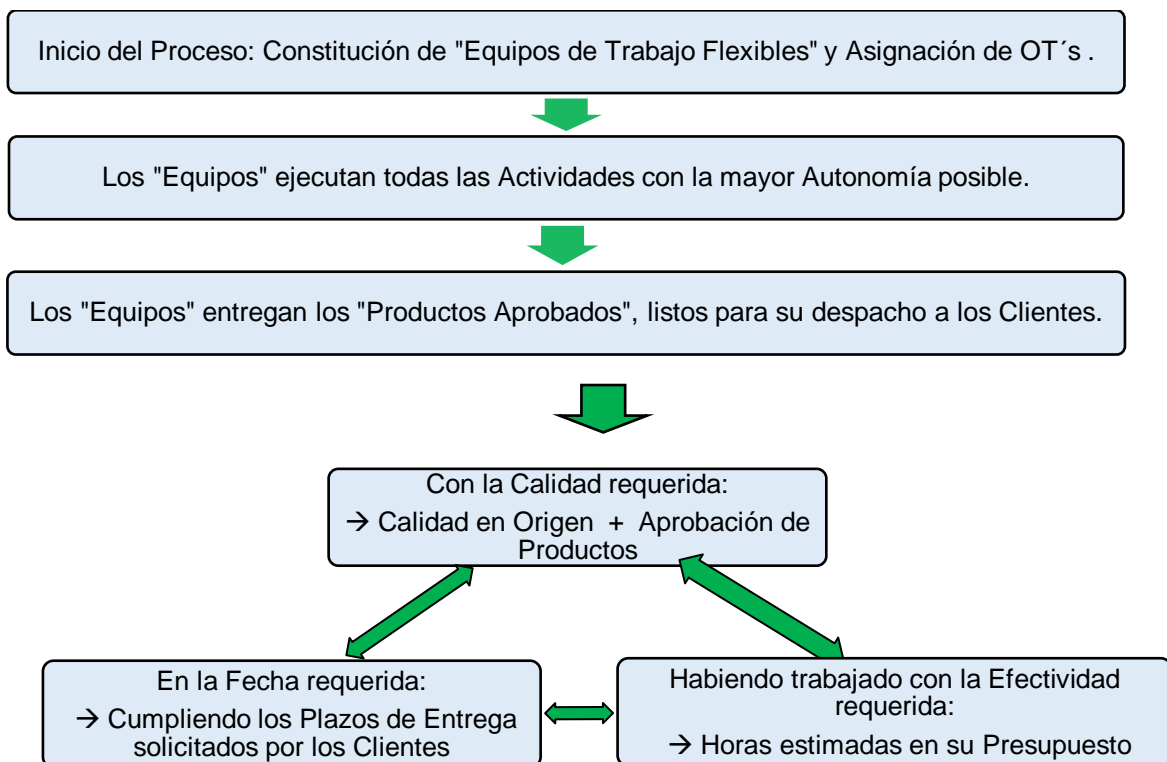 Inicio del Proceso: Constitución de "Equipos de Trabajo Flexibles" y Asignación de OT´s .
Los "Equipos" ejecutan todas las Actividades con la mayor Autonomía posible.
Los "Equipos" entregan los "Productos Aprobados", listos para su despacho a los Clientes.
Con la Calidad requerida:
→ Calidad en Origen + Aprobación de
Productos
En la Fecha requerida:
→ Cumpliendo los Plazos de Entrega
solicitados por los Clientes
Habiendo trabajado con la Efectividad
requerida:
→ Horas estimadas en su Presupuesto